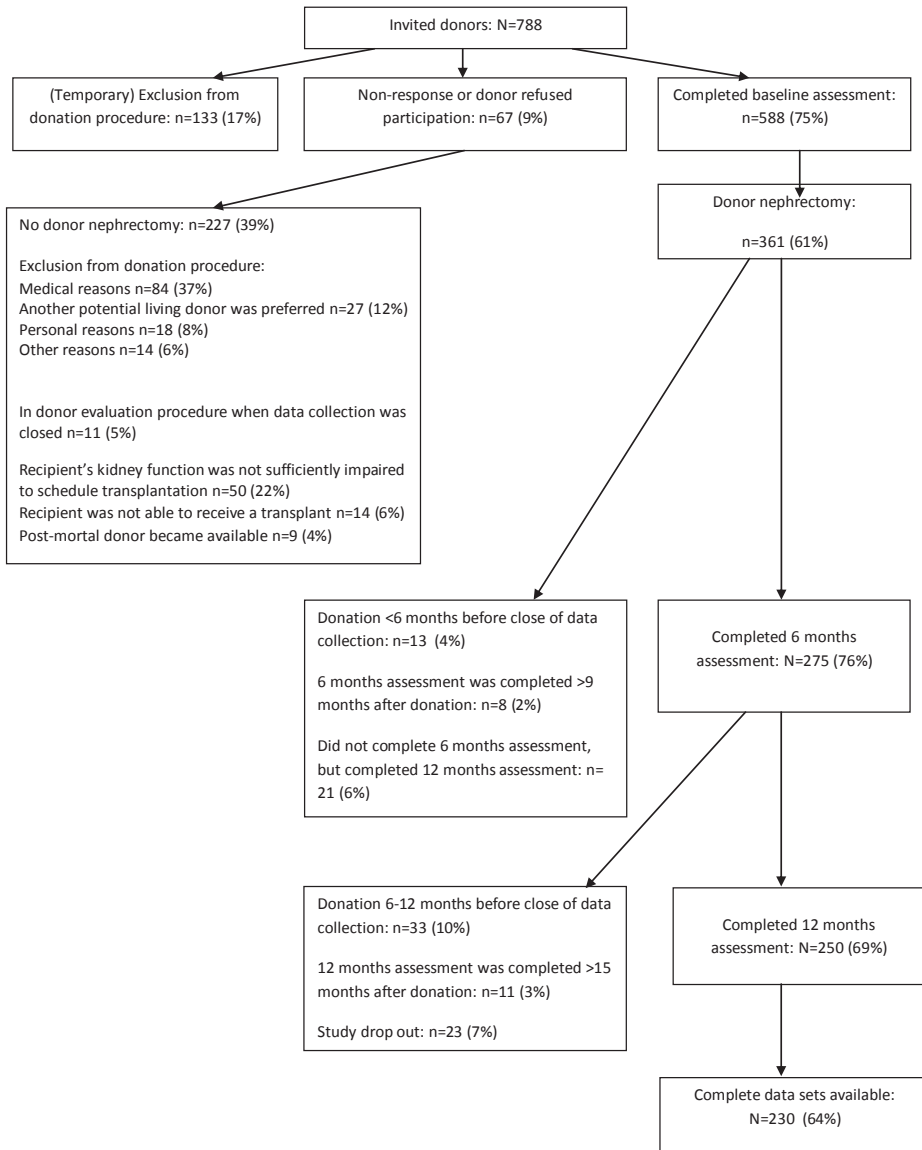 Invited donors: N=788
(Temporary) Exclusion from
donation procedure: n=133 (17%)
Non-response or donor refused
participation: n=67 (9%)
Completed baseline assessment:
n=588 (75%)
No donor nephrectomy: n=227 (39%)
Exclusion from donation procedure:
Medical reasons n=84 (37%)
Another potential living donor was preferred n=27 (12%)
Personal reasons n=18 (8%)
Other reasons n=14 (6%)
In donor evaluation procedure when data collection was
closed n=11 (5%)
Recipient’s kidney function was not sufficiently impaired
to schedule transplantation n=50 (22%)
Recipient was not able to receive a transplant n=14 (6%)
Post-mortal donor became available n=9 (4%)
Donor nephrectomy:
n=361 (61%)
Donation <6 months before close of data
collection: n=13 (4%)
6 months assessment was completed >9
months after donation: n=8 (2%)
Did not complete 6 months assessment,
but completed 12 months assessment: n=
21 (6%)
Completed 6 months
assessment: N=275 (76%)
Donation 6-12 months before close of data
collection: n=33 (10%)
12 months assessment was completed >15
months after donation: n=11 (3%)
Study drop out: n=23 (7%)
Completed 12 months
assessment: N=250 (69%)
Complete data sets available:
N=230 (64%)